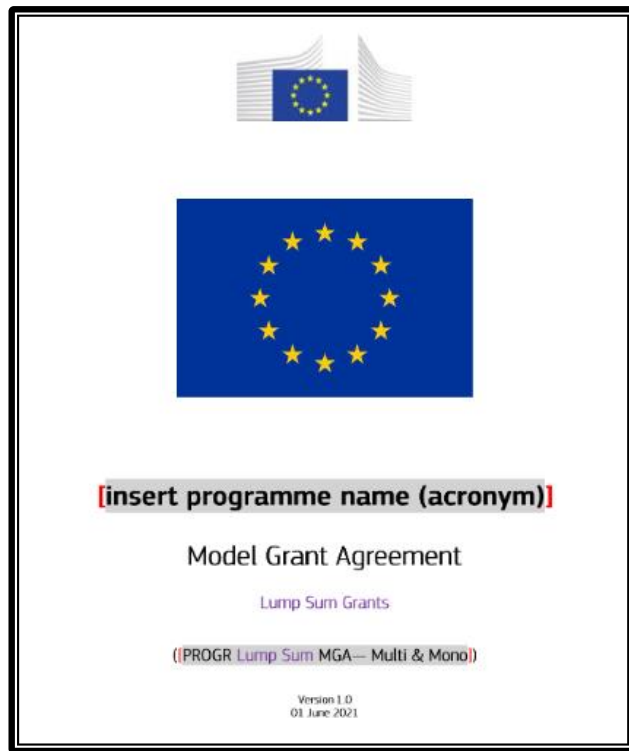 [insert programme name (acronym)]
Model Grant Agreement
Lump Sum Grants
([PROGR Lump Sum MGA— Multi & Mono])
Version 1.0
01 June 2021